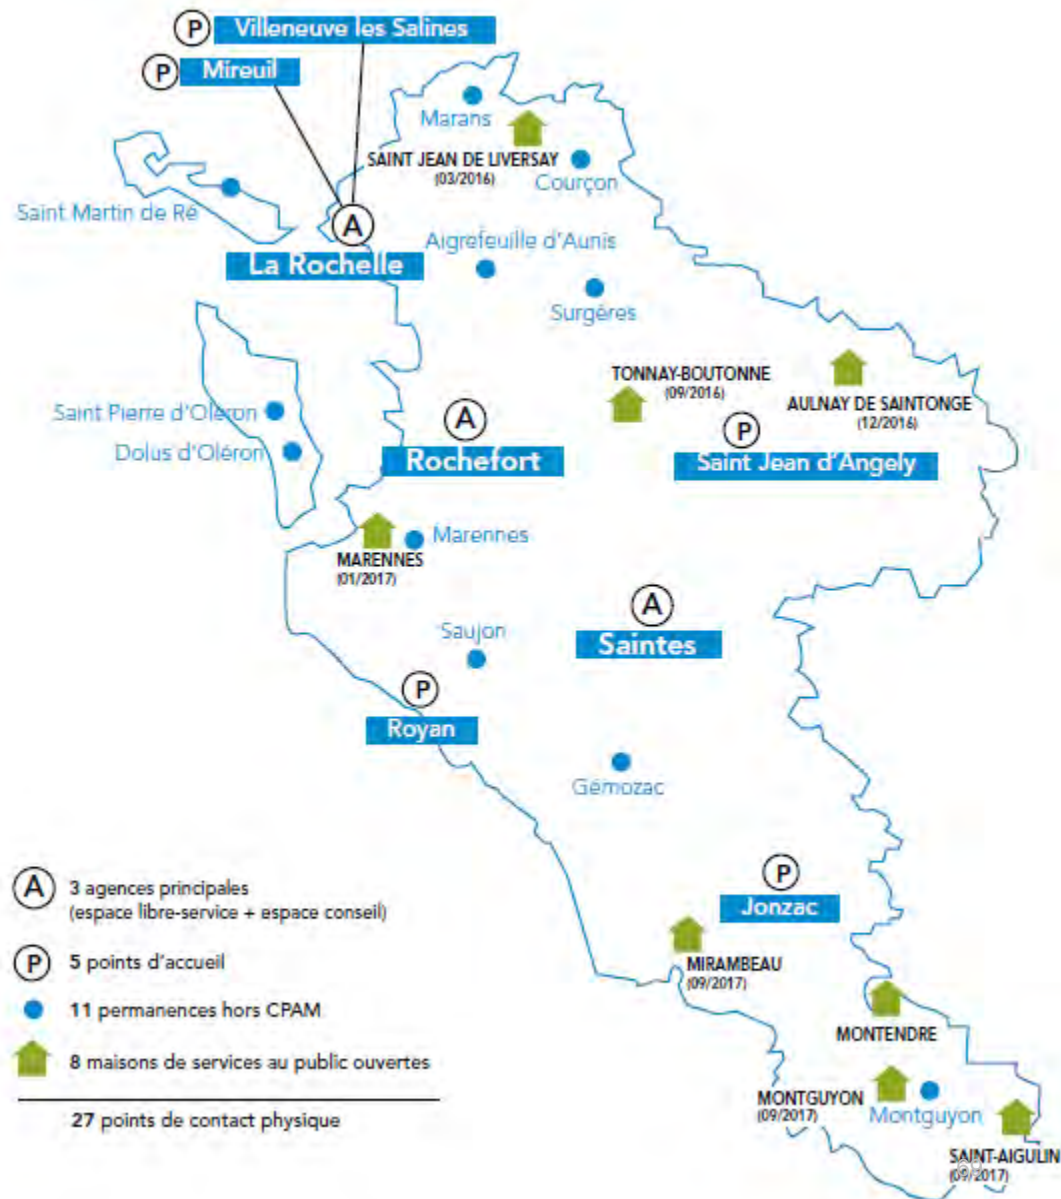 P Villeneuve les Salines
P Mireuil
Marans
SAINT JEAN DE LIVERSAY
(03/2016)
Courçon
Saint Martin de Ré
A
La Rochelle
Aigrefeuille d'Aunis
Surgères
TONNAY-BOUTONNE
(09/2016)
AULNAY DE SAINTONGE
(12/2016)
Saint Pierre d'Oléron
Dolus d'Oléron
A
Rochefort
P
Saint Jean d'Angely
Marennes
MARENNES
(01/2017)
A
Saintes
Saujon
P
Royan
Gémozac
P
Jonzac
MIRAMBEAU
(09/2017)
MONTENDRE
MONTGUYON
(09/2017)
Montguyon
SAINT-AIGULIN
(09/2017)
A 3 agences principales
(espace libre-service + espace conseil)
P 5 points d'accueil
11 permanences hors CPAM
8 maisons de services au public ouvertes
27 points de contact physique